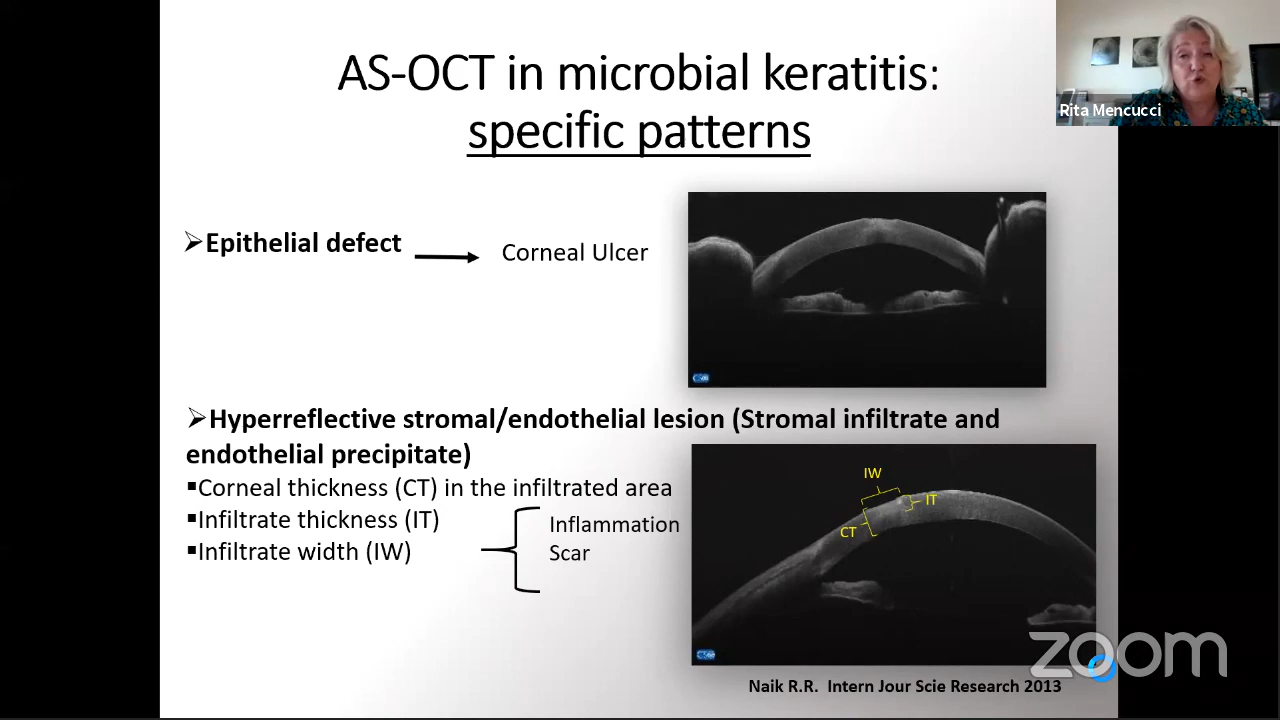 AS-OCT in microbial keratitis:
specific patterns
Rita Mencucci
➢Epithelial defect
Corneal Ulcer
➢Hyperreflective stromal/endothelial lesion (Stromal infiltrate and
endothelial precipitate)
▪Corneal thickness (CT) in the infiltrated area
▪Infiltrate thickness (IT)
▪Infiltrate width (IW)
Inflammation
Scar
IW
IT
CT
zoom
Naik R.R. Intern Jour Scie Research 2013